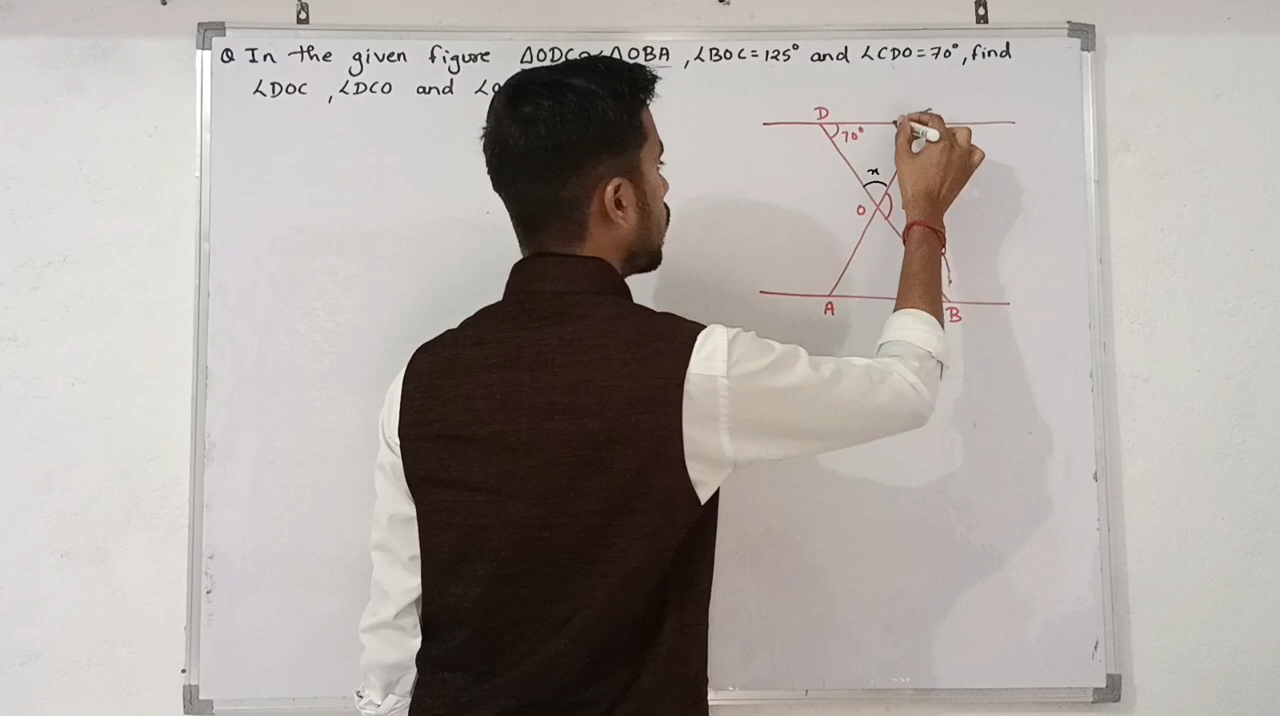 Q In the given figure ΔODC ~ ΔOBA , ∠BOC = 125° and ∠CDO = 70°, find
∠DOC , ∠DCO and
D
70°
x
O
A
B